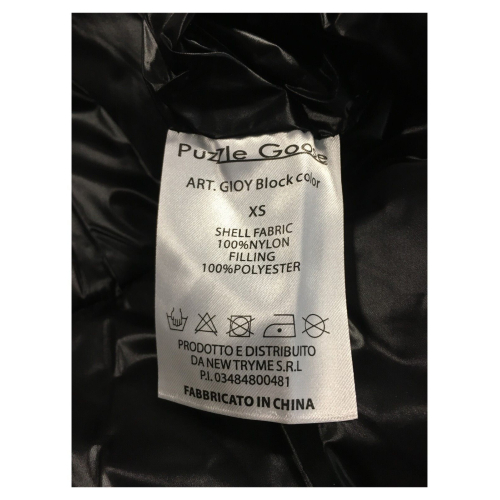 Puzzle Goose
ART. GIOY Block color
XS
SHELL FABRIC
100%NYLON
FILLING
100%POLYESTER
PRODOTTO E DISTRIBUITO
DA NEW TRYME S.R.L
P.I. 03484800481
FABBRICATO IN CHINA